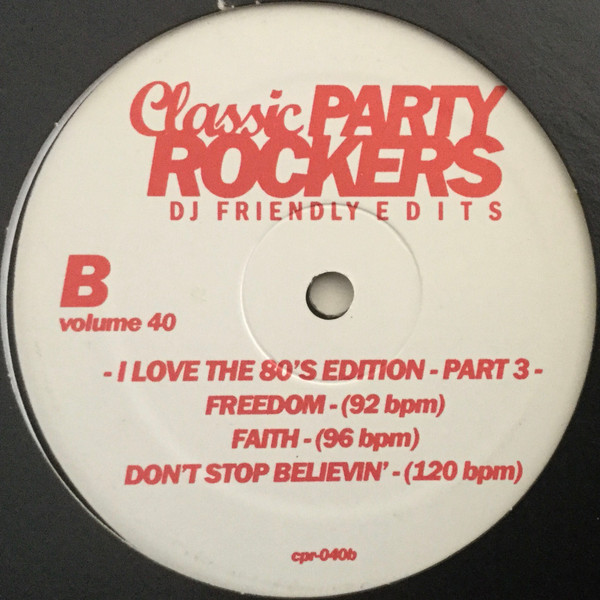 Classic PARTY
ROCKERS
DJ FRIENDLY EDITS
B
volume 40
- I LOVE THE 80'S EDITION - PART 3 -
FREEDOM - (92 bpm)
FAITH - (96 bpm)
DON'T STOP BELIEVIN' - (120 bpm)
cpr-040b